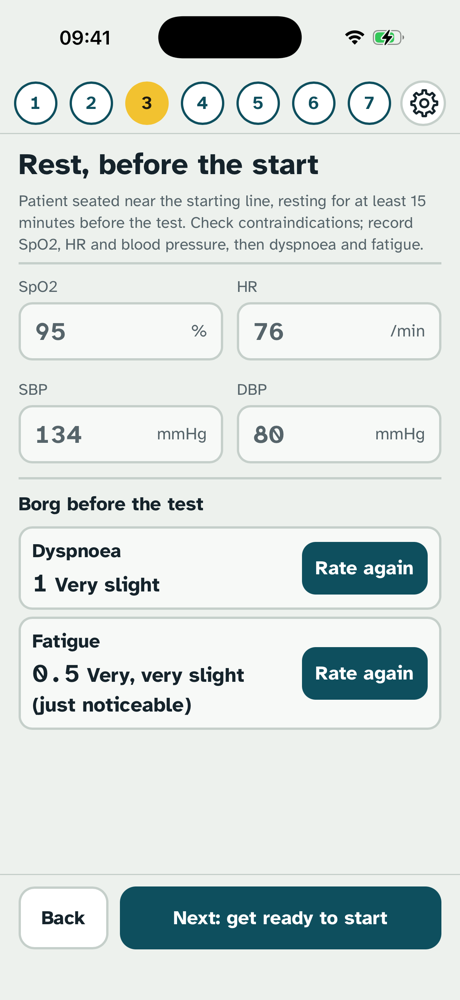 09:41
1 2 3 4 5 6 7
Rest, before the start
Patient seated near the starting line, resting for at least 15
minutes before the test. Check contraindications; record
SpO2, HR and blood pressure, then dyspnoea and fatigue.
SpO2 HR
95 % 76 /min
SBP DBP
134 mmHg 80 mmHg
Borg before the test
Dyspnoea
1 Very slight
Rate again
Fatigue
0.5 Very, very slight
(just noticeable)
Rate again
Back Next: get ready to start